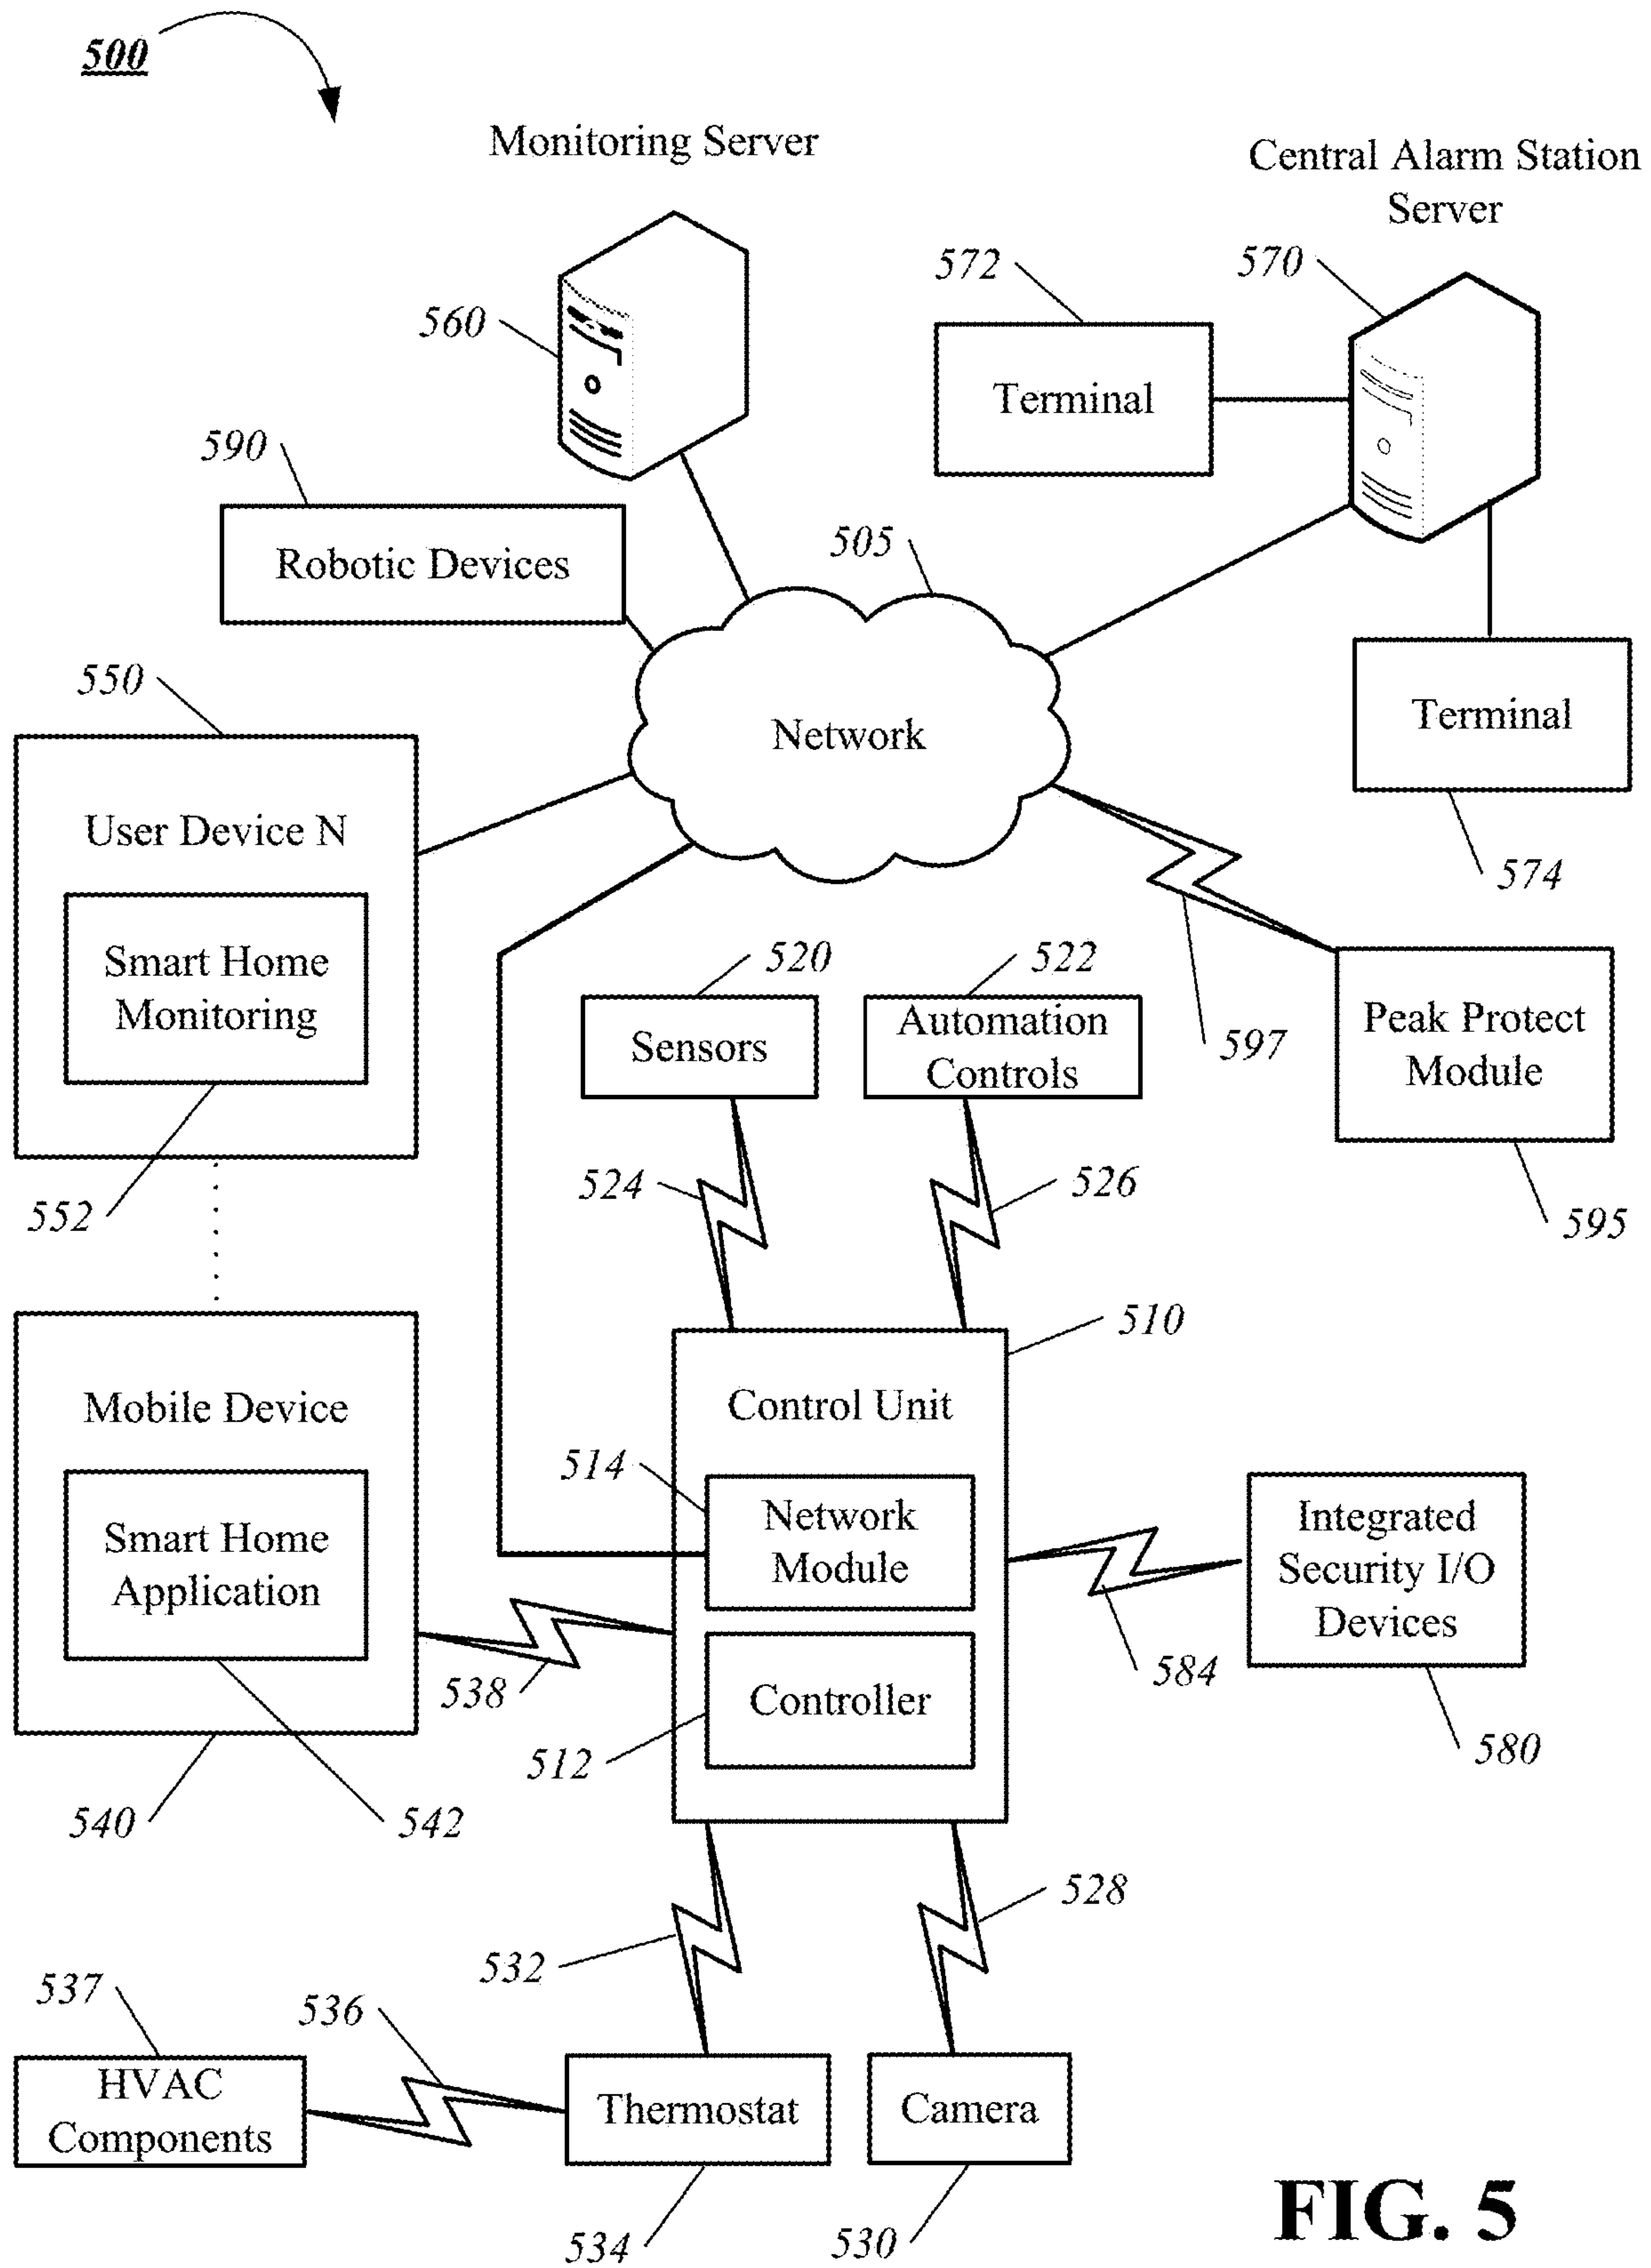 500
Monitoring Server
Central Alarm Station
Server
572
570
560
Terminal
590
505
Robotic Devices
550
Network
Terminal
User Device N
574
Smart Home
Monitoring
520
522
Sensors
Automation
Controls
597
Peak Protect
Module
524
526
552
595
510
Mobile Device
Control Unit
514
Network
Module
Integrated
Security I/O
Devices
Smart Home
Application
538
584
Controller
512
580
540
542
528
532
537
536
HVAC
Components
Thermostat
Camera
534
530
FIG. 5